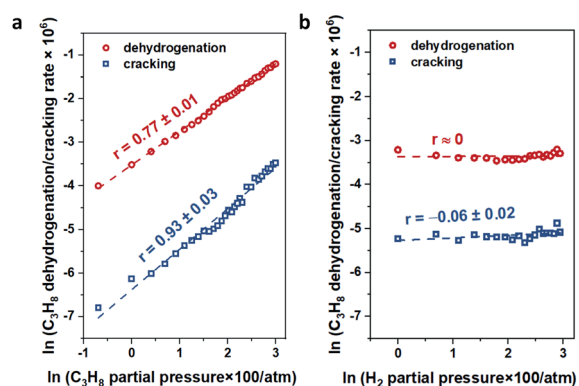 a
ln (C₃H₈ dehydrogenation/cracking rate × 10⁶)
-1
-2
-3
-4
-5
-6
-7
dehydrogenation
cracking
r = 0.77 ± 0.01
r = 0.93 ± 0.03
-1
0
1
2
3
ln (C₃H₈ partial pressure×100/atm)
b
ln (C₃H₈ dehydrogenation/cracking rate × 10⁶)
-1
-2
-3
-4
-5
-6
-7
dehydrogenation
cracking
r ≈ 0
r = −0.06 ± 0.02
0
1
2
3
ln (H₂ partial pressure×100/atm)